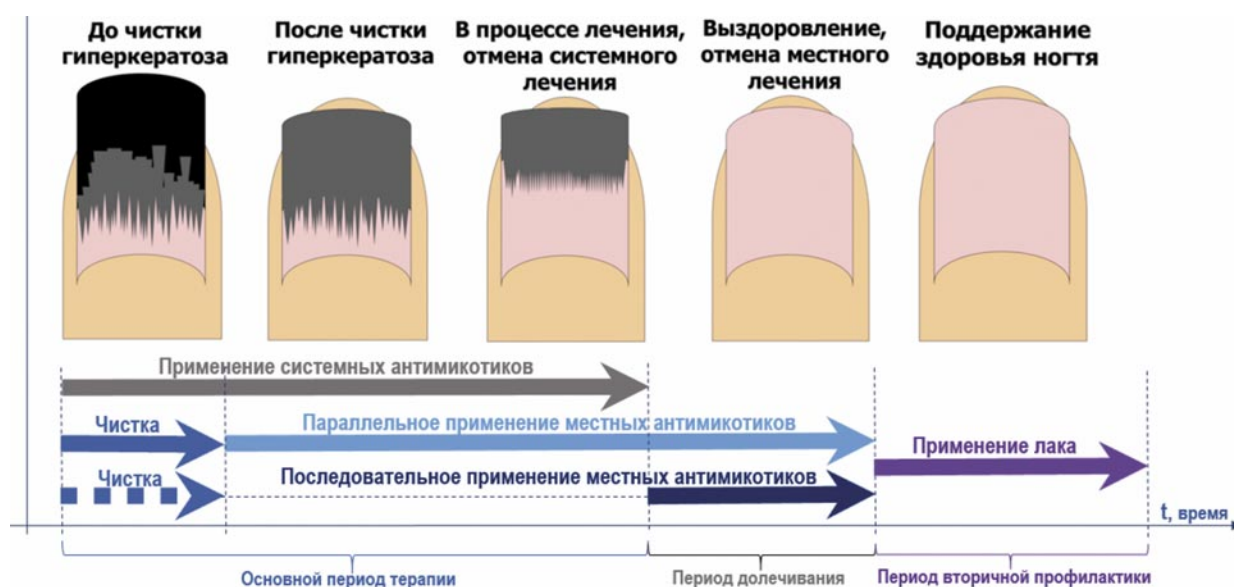 До чистки
гиперкератоза
После чистки
гиперкератоза
В процессе лечения,
отмена системного
лечения
Выздоровление,
отмена местного
лечения
Поддержание
здоровья ногтя
Применение системных антимикотиков
Чистка
Параллельное применение местных антимикотиков
Применение лака
Чистка
Последовательное применение местных антимикотиков
t, время
Основной период терапии
Период долечивания
Период вторичной профилактики